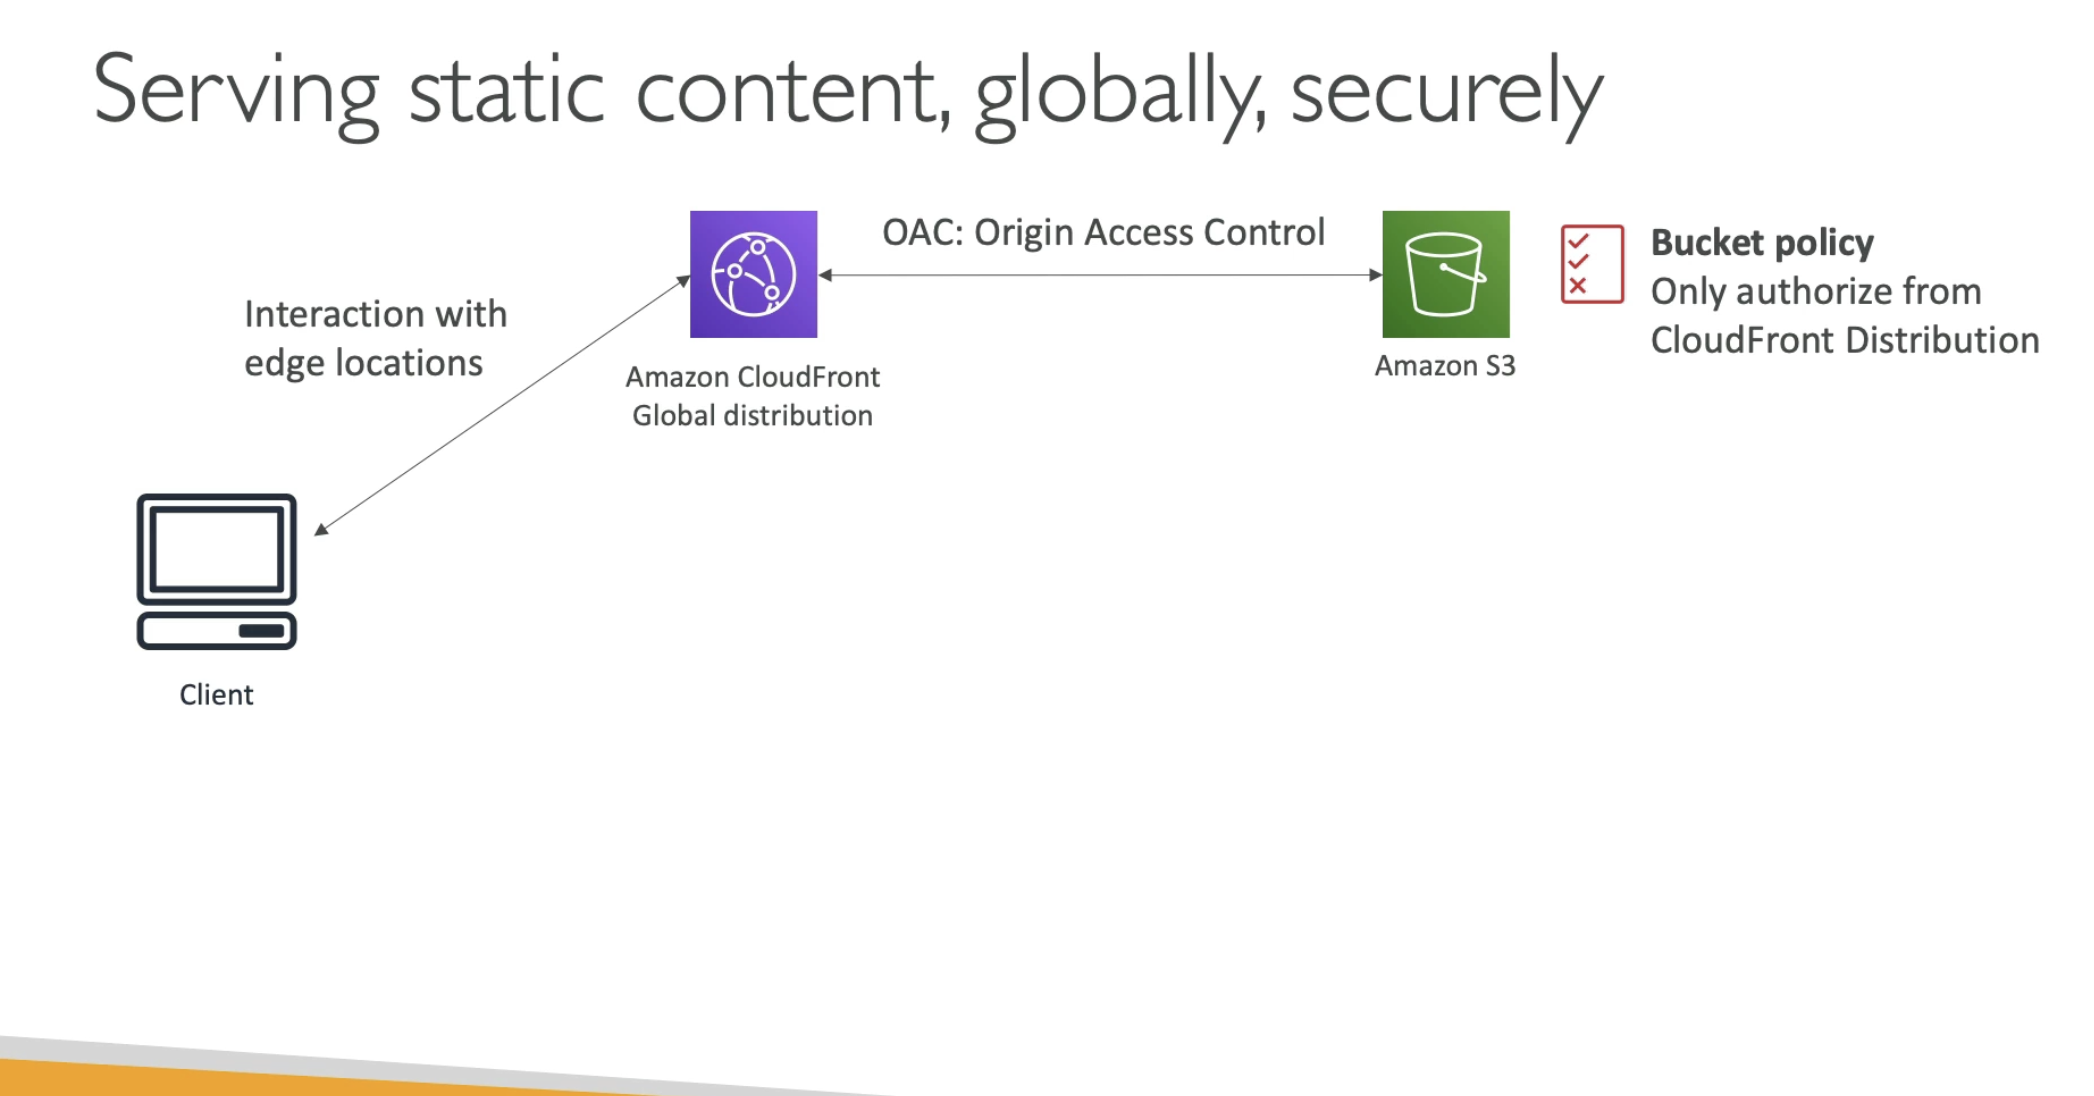 Serving static content, globally, securely
OAC: Origin Access Control
Bucket policy
Only authorize from
CloudFront Distribution
Interaction with
edge locations
Amazon CloudFront
Global distribution
Amazon S3
Client